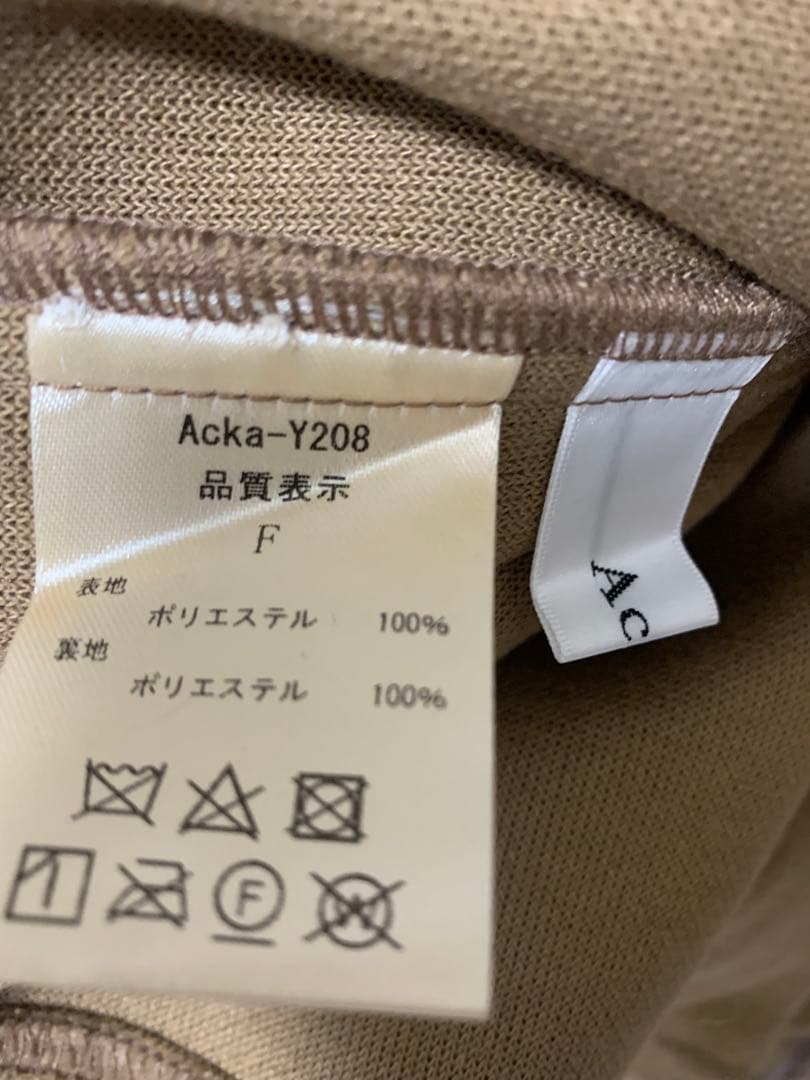 Acka-Y208
品質表示
F
表地
ポリエステル 100%
裏地
ポリエステル 100%
F
W
AC